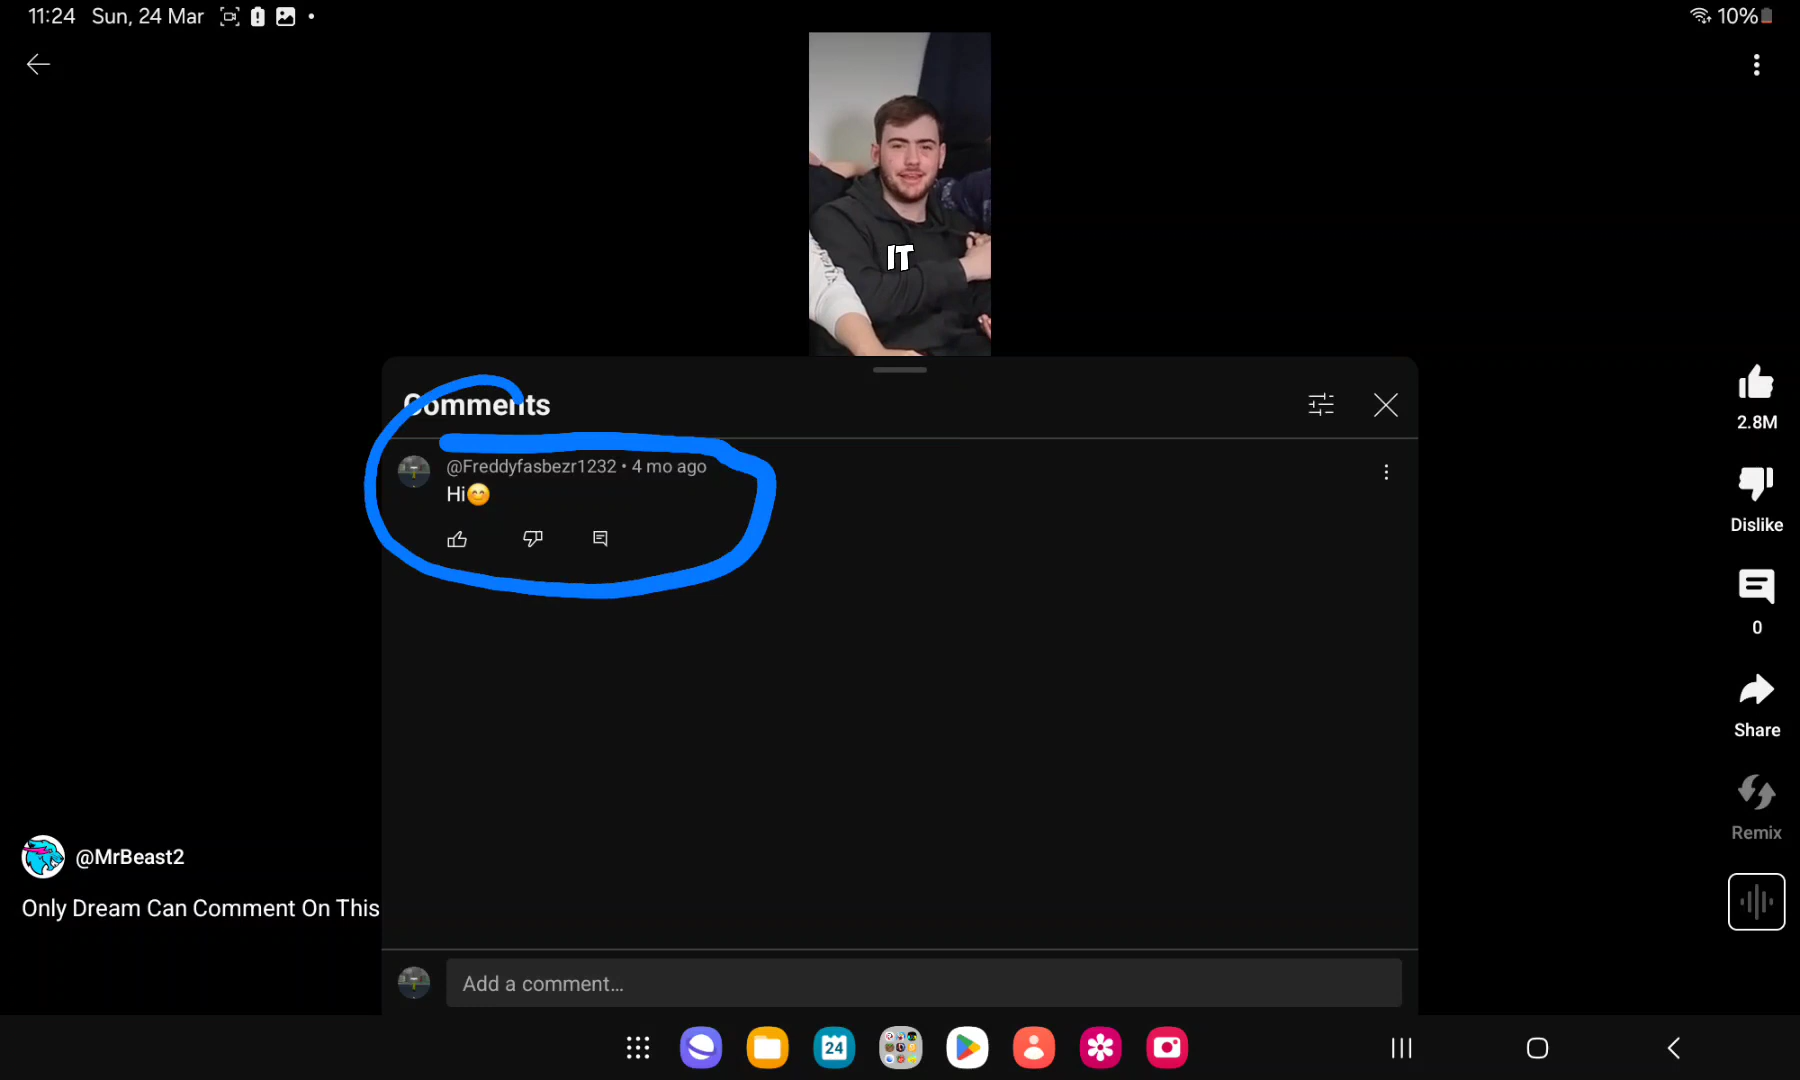 11:24 Sun, 24 Mar
10%
IT
Comments
@Freddyfasbezr1232 • 4 mo ago
Hi😊
2.8M
Dislike
0
Share
Remix
@MrBeast2
Only Dream Can Comment On This
Add a comment...
24